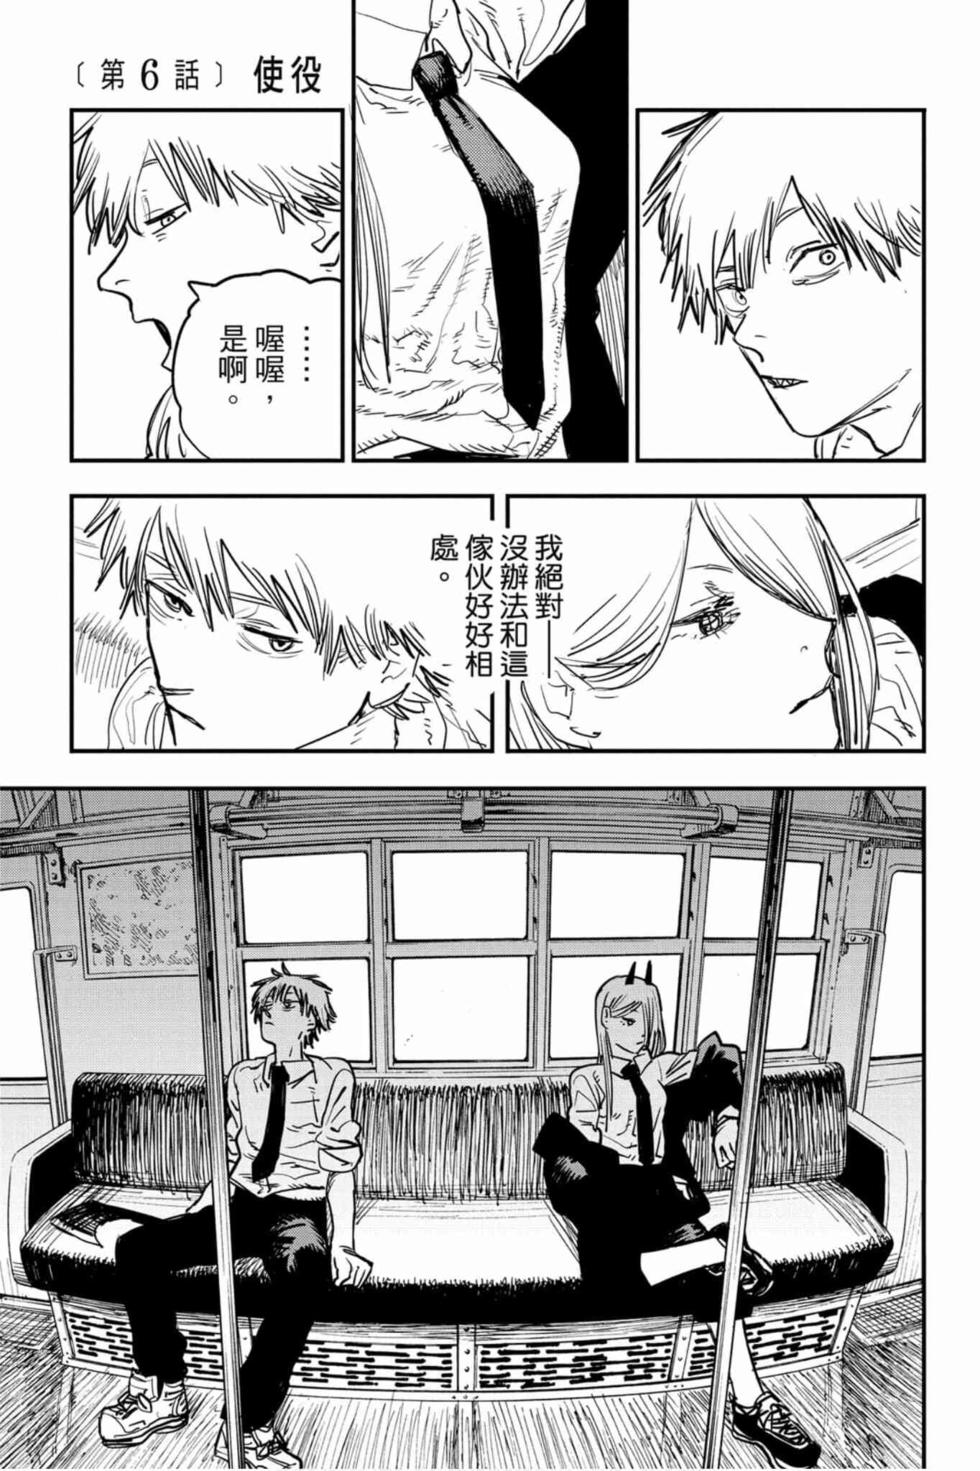 〔第6話〕 使役
……
喔喔，
是啊。
我絕對——
沒辦法和這
傢伙好好相
處。